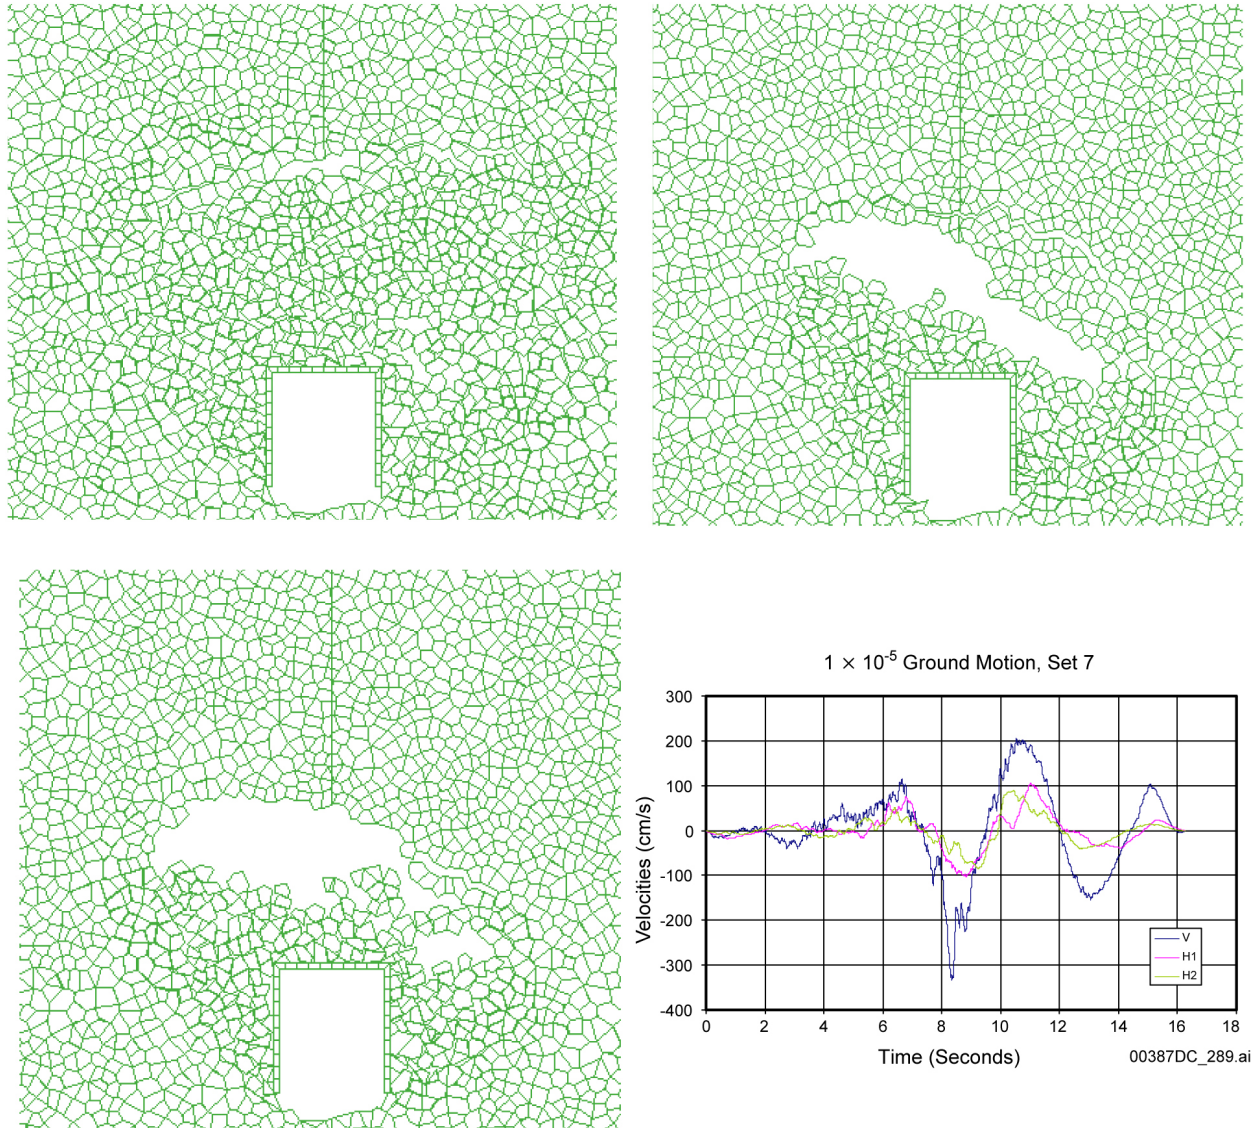 1 × 10⁻⁵ Ground Motion, Set 7
300
200
100
0
-100
-200
-300
-400
Velocities (cm/s)
V
H1
H2
0 2 4 6 8 10 12 14 16 18
Time (Seconds)
00387DC_289.ai